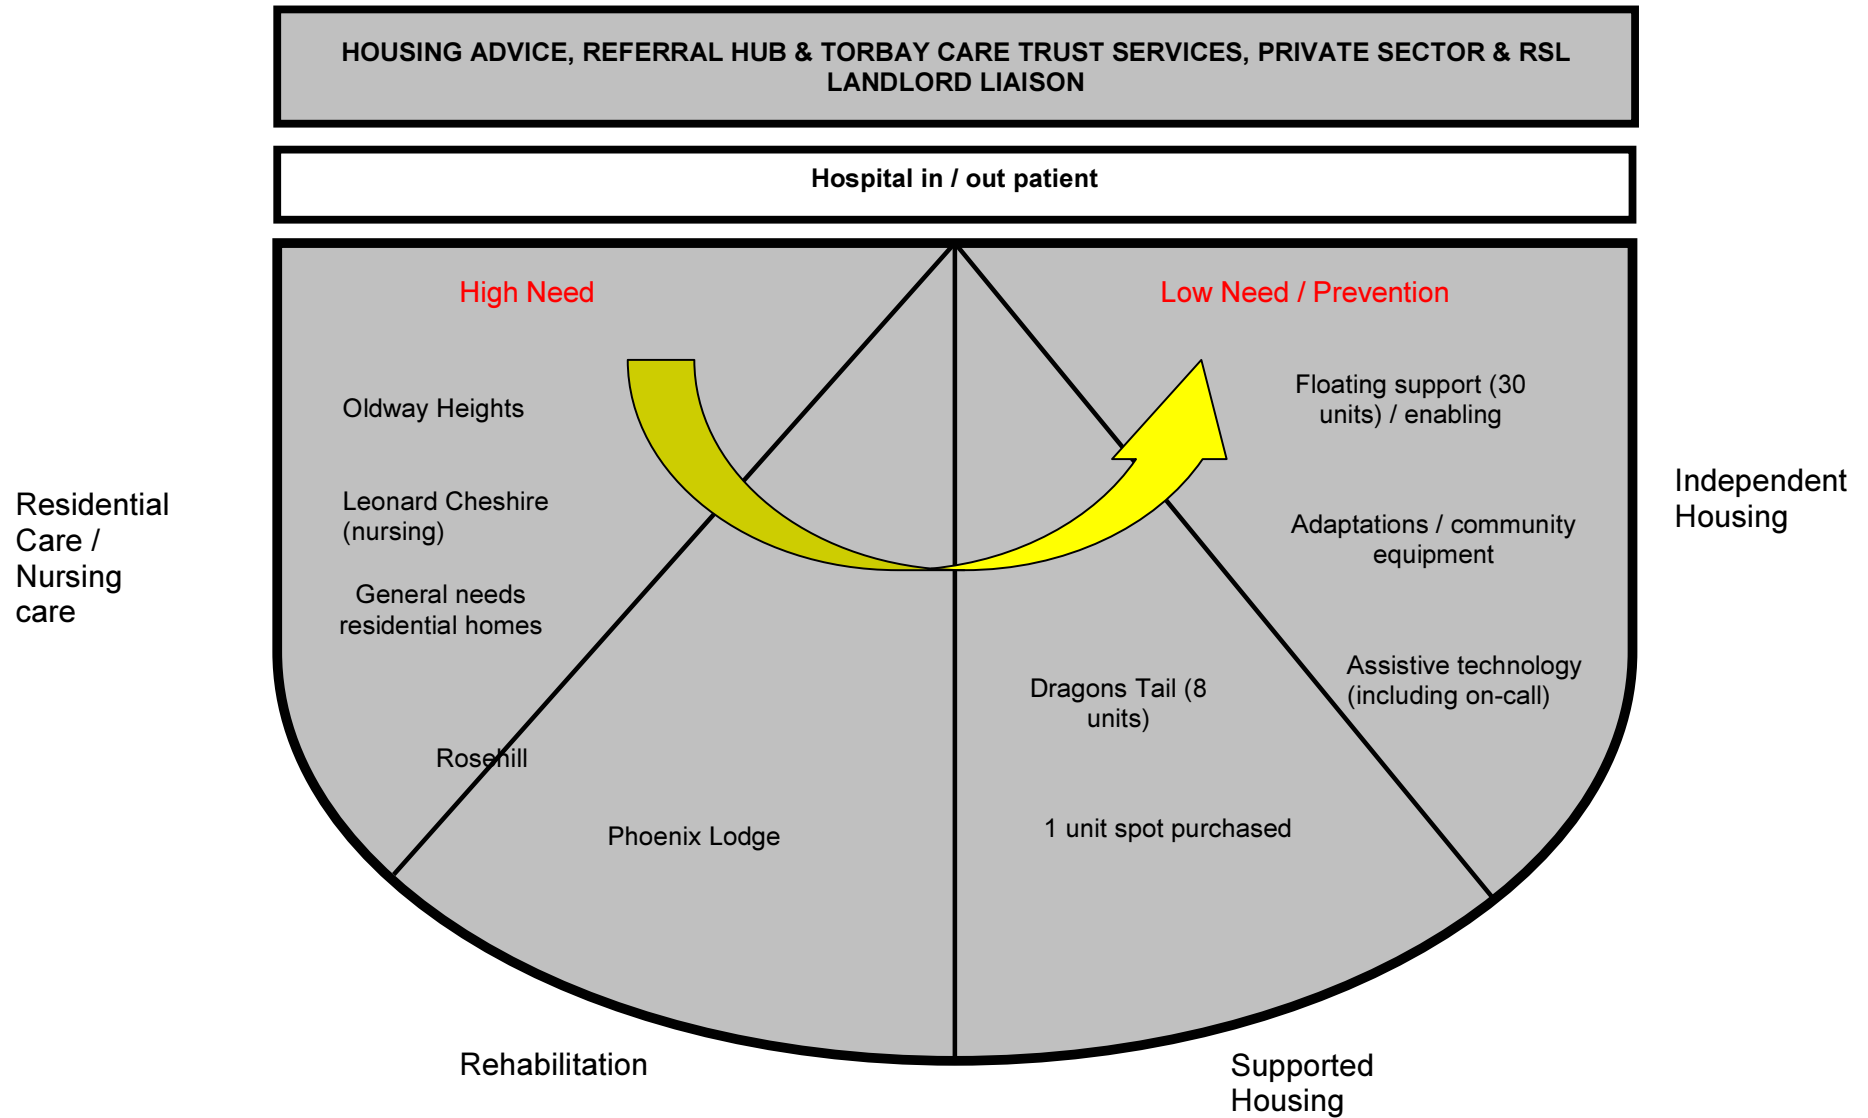 HOUSING ADVICE, REFERRAL HUB & TORBAY CARE TRUST SERVICES, PRIVATE SECTOR & RSL
LANDLORD LIAISON
Hospital in / out patient
High Need
Low Need / Prevention
Residential
Care /
Nursing
care
Oldway Heights
Leonard Cheshire
(nursing)
General needs
residential homes
Rosehill
Phoenix Lodge
Dragons Tail (8
units)
1 unit spot purchased
Floating support (30
units) / enabling
Adaptations / community
equipment
Assistive technology
(including on-call)
Independent
Housing
Rehabilitation
Supported
Housing